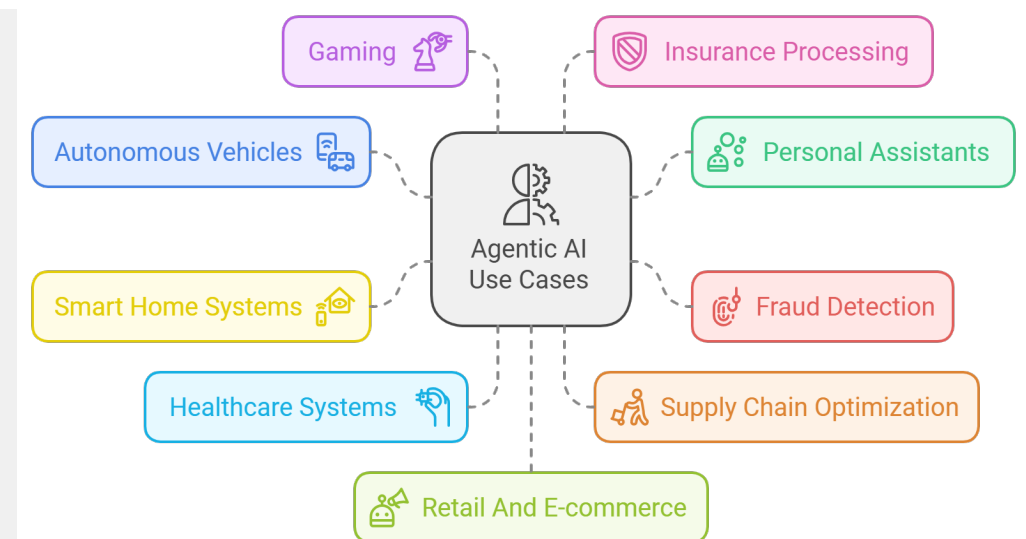 Gaming
Insurance Processing
Autonomous Vehicles
Personal Assistants
Agentic AI
Use Cases
Smart Home Systems
Fraud Detection
Healthcare Systems
Supply Chain Optimization
Retail And E-commerce